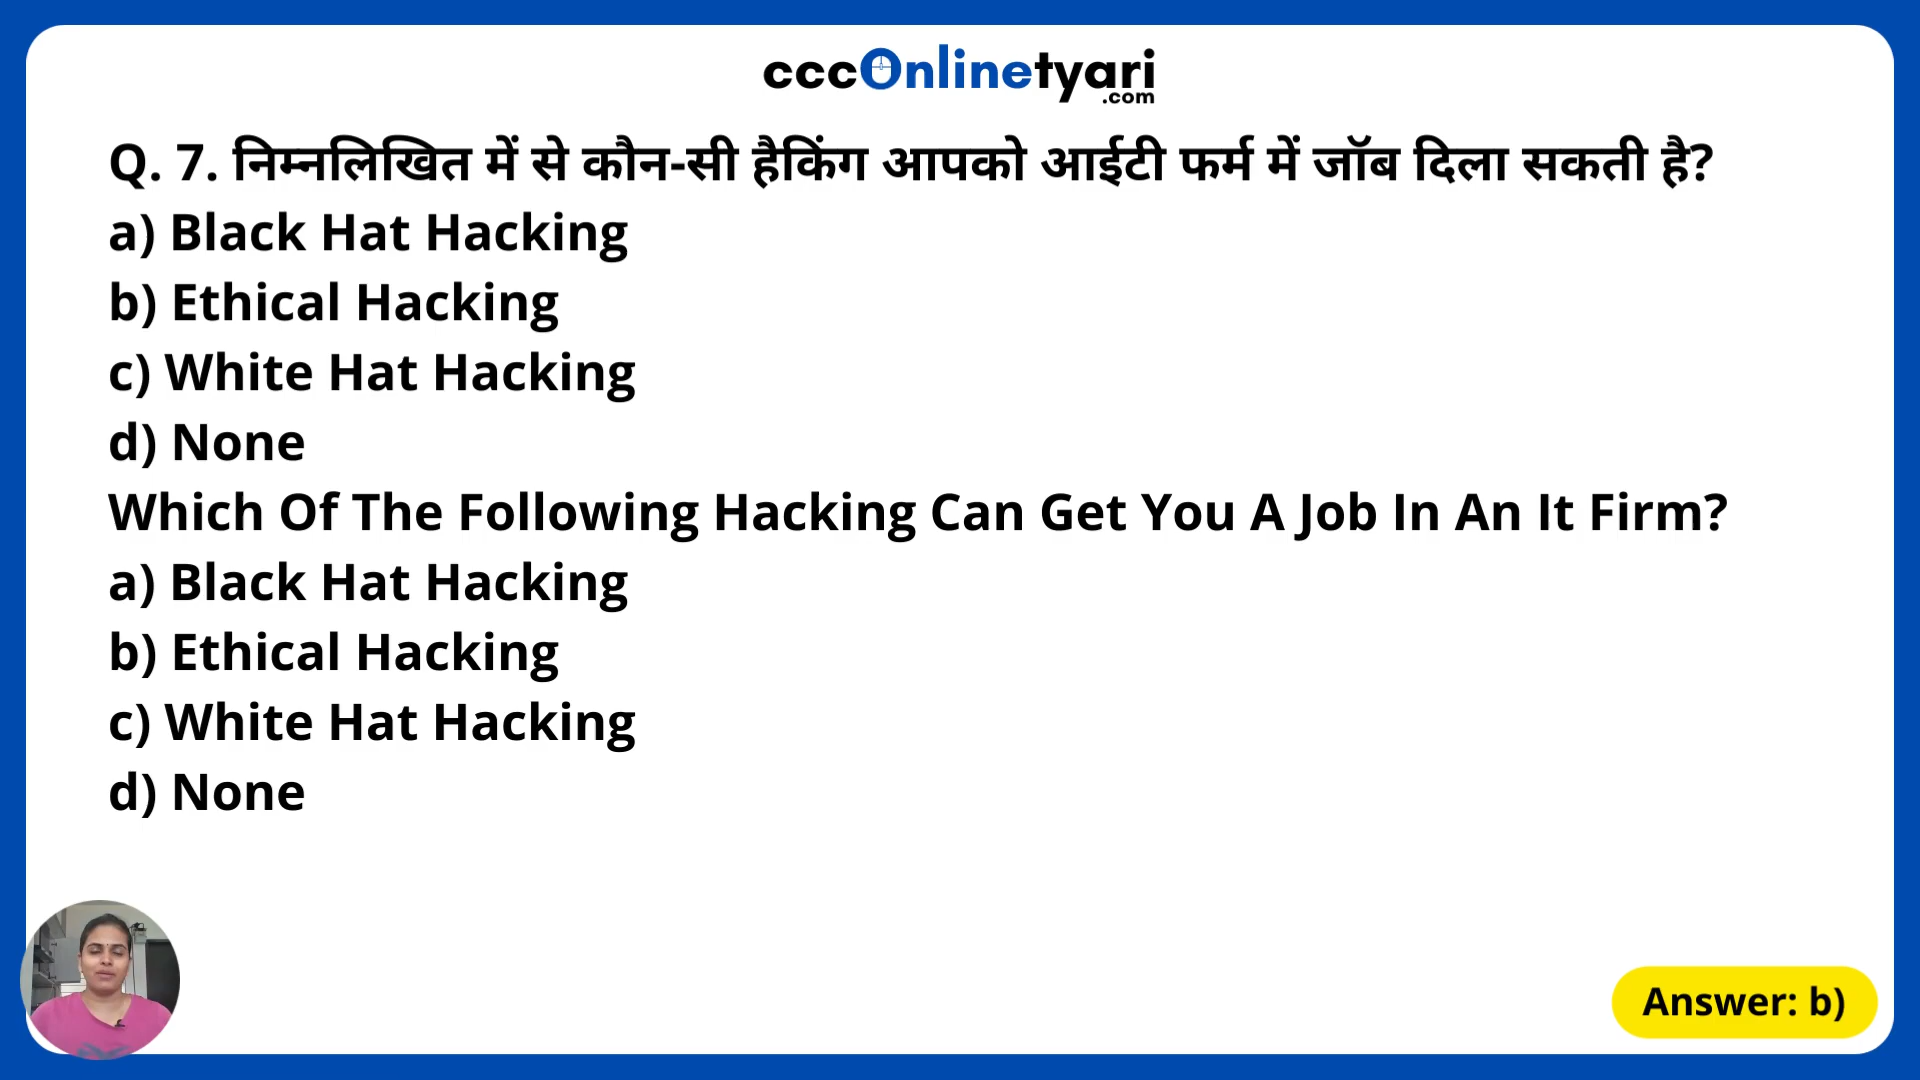 cccOnlinetyari
.com
Q. 7. निम्नलिखित में से कौन-सी हैकिंग आपको आईटी फर्म में जॉब दिला सकती है?
a) Black Hat Hacking
b) Ethical Hacking
c) White Hat Hacking
d) None
Which Of The Following Hacking Can Get You A Job In An It Firm?
a) Black Hat Hacking
b) Ethical Hacking
c) White Hat Hacking
d) None
Answer: b)